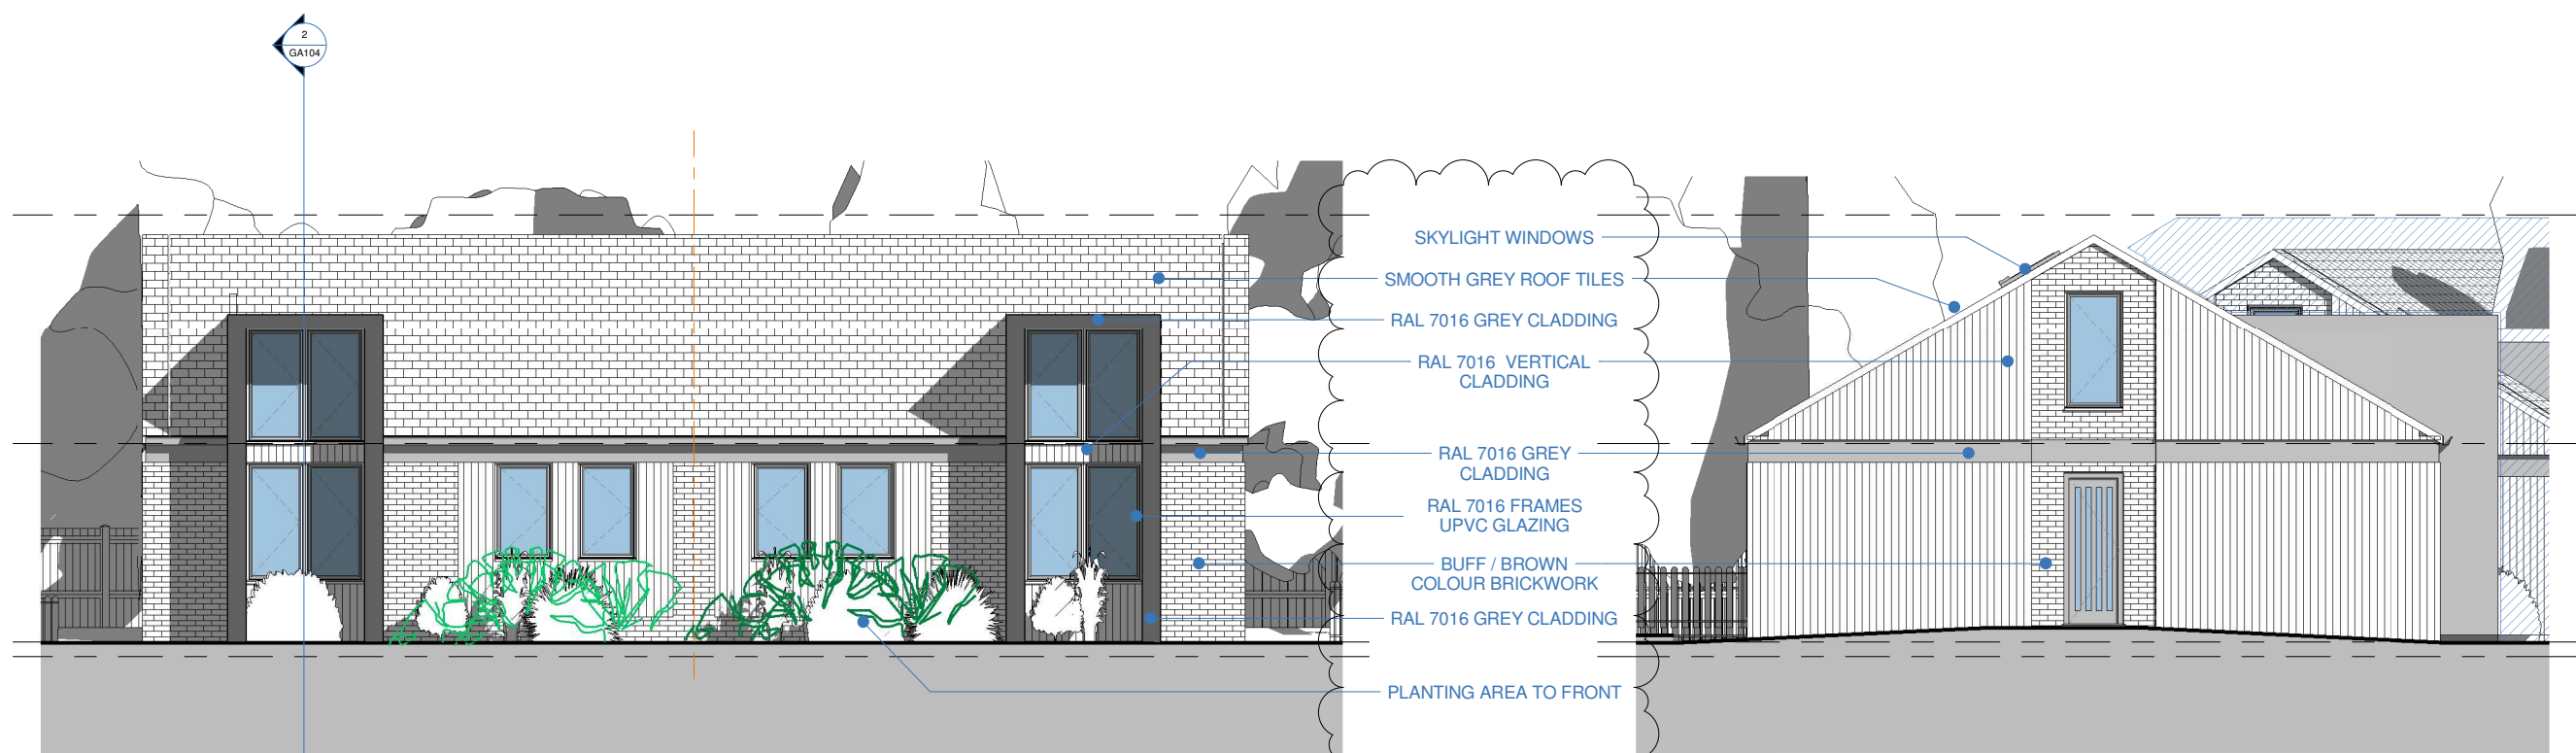 2
GA104
SKYLIGHT WINDOWS
SMOOTH GREY ROOF TILES
RAL 7016 GREY CLADDING
RAL 7016 VERTICAL
CLADDING
RAL 7016 GREY
CLADDING
RAL 7016 FRAMES
UPVC GLAZING
BUFF / BROWN
COLOUR BRICKWORK
RAL 7016 GREY CLADDING
PLANTING AREA TO FRONT